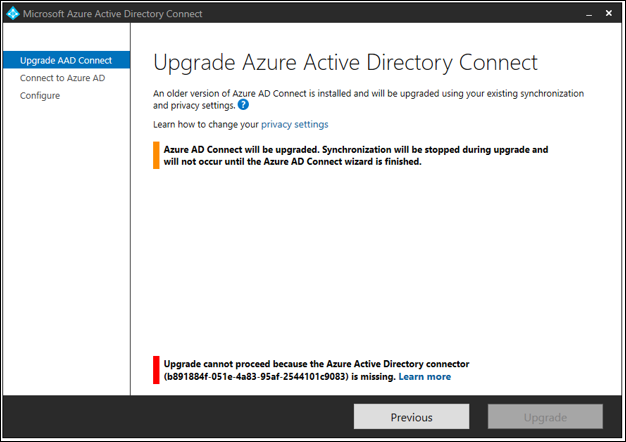 Microsoft Azure Active Directory Connect
Upgrade AAD Connect
Connect to Azure AD
Configure
Upgrade Azure Active Directory Connect
An older version of Azure AD Connect is installed and will be upgraded using your existing synchronization
and privacy settings. ?
Learn how to change your privacy settings
Azure AD Connect will be upgraded. Synchronization will be stopped during upgrade and
will not occur until the Azure AD Connect wizard is finished.
Upgrade cannot proceed because the Azure Active Directory connector
(b891884f-051e-4a83-95af-2544101c9083) is missing. Learn more
Previous
Upgrade